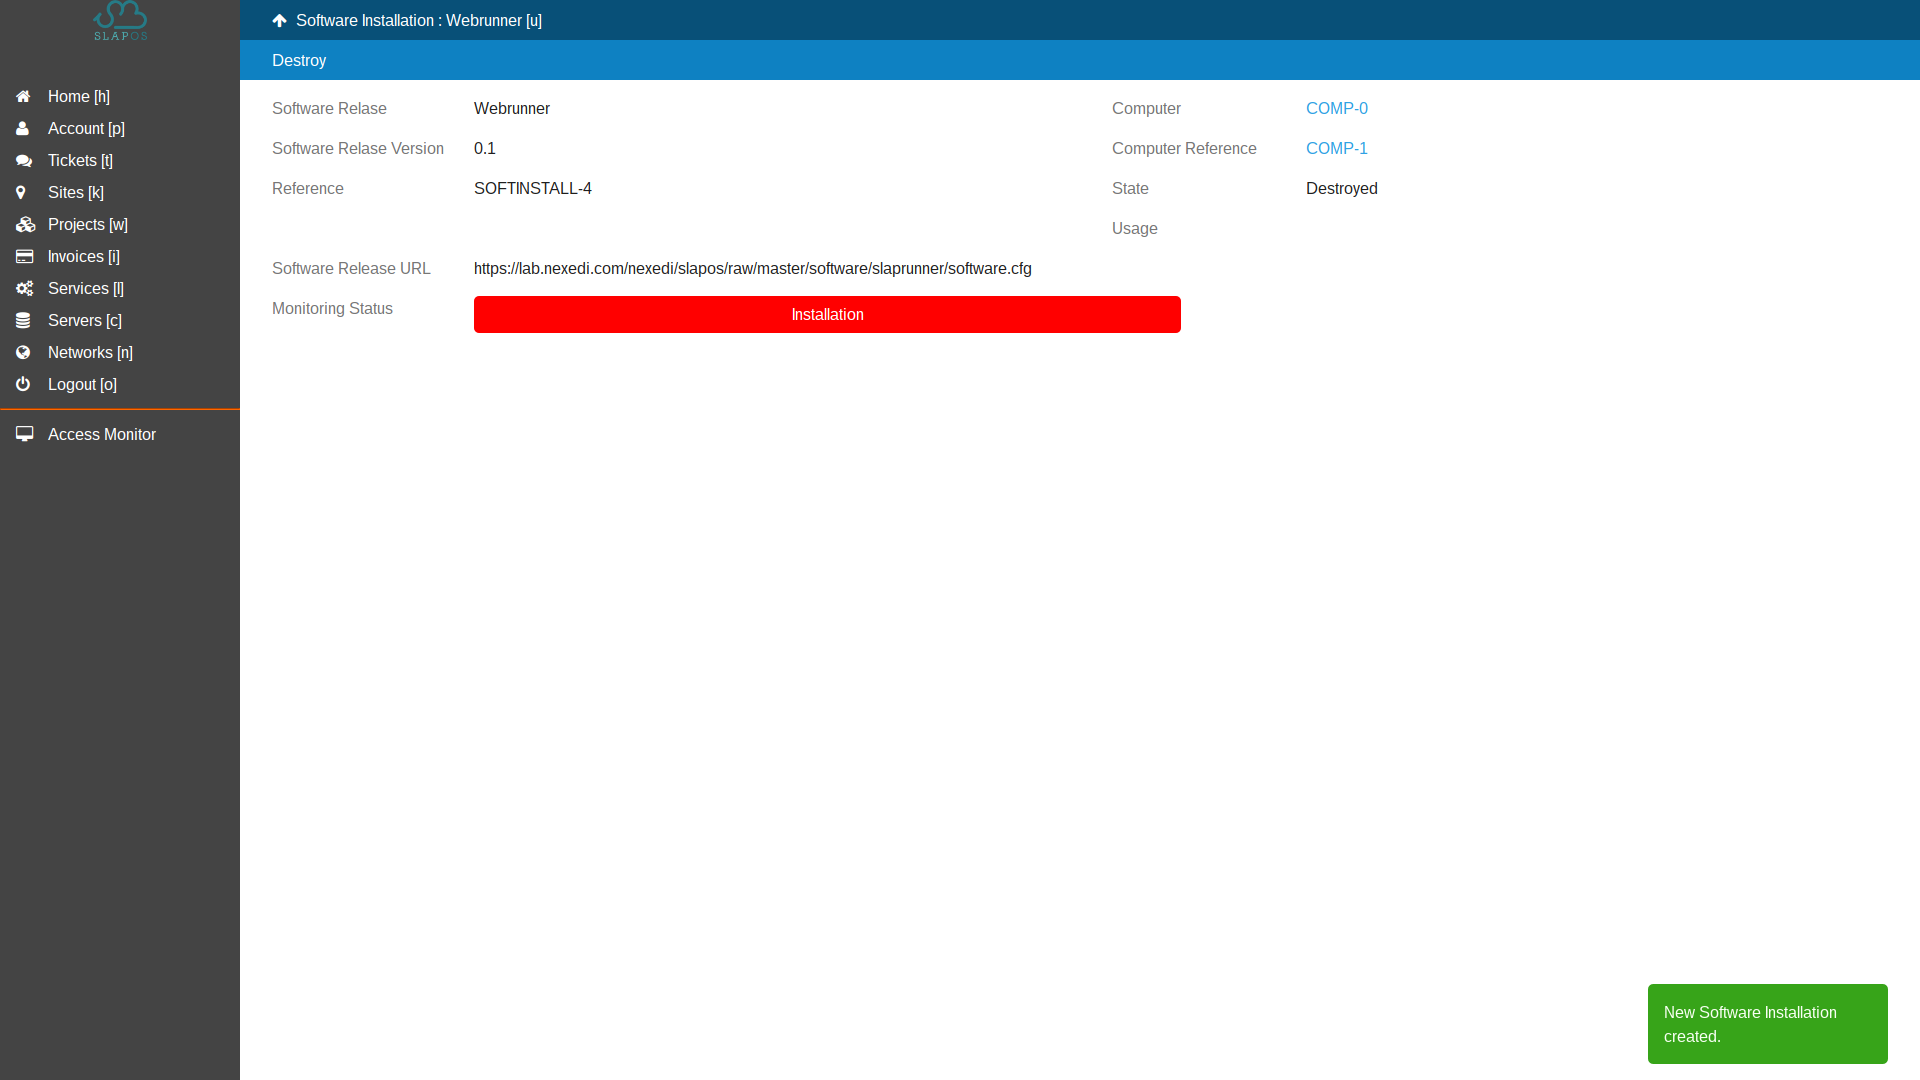 SLAPOS
Home [h]
Account [p]
Tickets [t]
Sites [k]
Projects [w]
Invoices [i]
Services [l]
Servers [c]
Networks [n]
Logout [o]
Access Monitor
Software Installation : Webrunner [u]
Destroy
Software Relase Webrunner
Software Relase Version 0.1
Reference SOFTINSTALL-4
Computer COMP-0
Computer Reference COMP-1
State Destroyed
Usage
Software Release URL https://lab.nexedi.com/nexedi/slapos/raw/master/software/slaprunner/software.cfg
Monitoring Status Installation
New Software Installation
created.